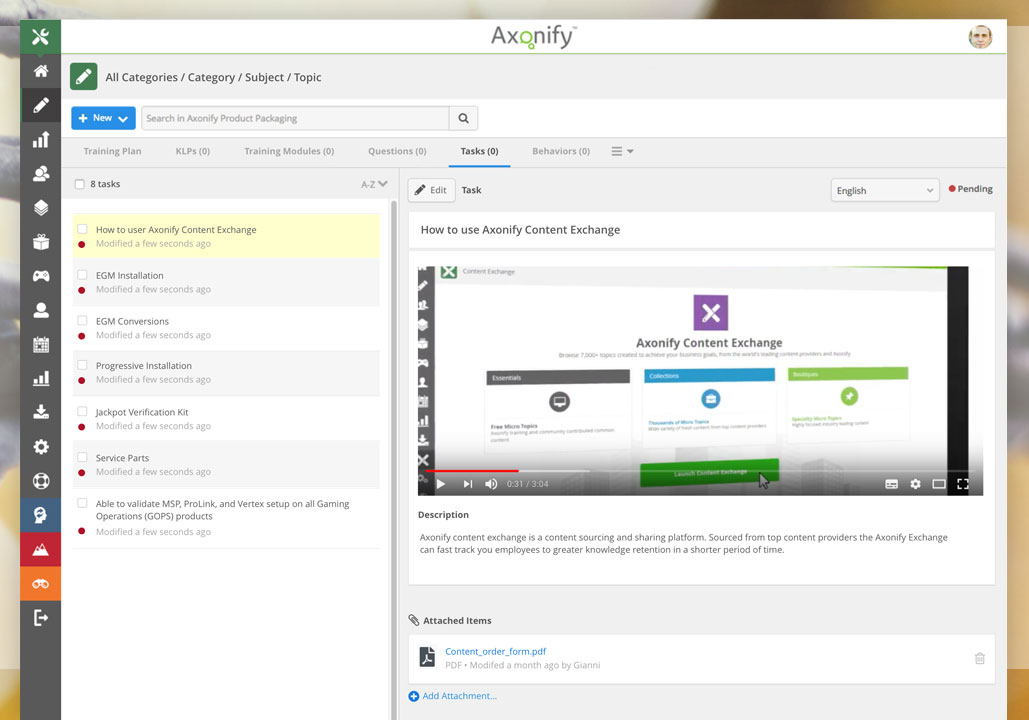 Axonify™
All Categories / Category / Subject / Topic
New
Search in Axonify Product Packaging
Training Plan
KLPs (0)
Training Modules (0)
Questions (0)
Tasks (0)
Behaviors (0)
8 tasks
A-Z
How to user Axonify Content Exchange
Modified a few seconds ago
EGM Installation
Modified a few seconds ago
EGM Conversions
Modified a few seconds ago
Progressive Installation
Modified a few seconds ago
Jackpot Verification Kit
Modified a few seconds ago
Service Parts
Modified a few seconds ago
Able to validate MSP, ProLink, and Vertex setup on all Gaming
Operations (GOPS) products
Modified a few seconds ago
Edit
Task
English
Pending
How to use Axonify Content Exchange
Content Exchange
Axonify Content Exchange
Browse 7,000+ topics created to achieve your business goals, from the world's leading content providers and Axonify
Essentials
Free Micro Topics
Axonify training and community contributed common
content
Collections
Thousands of Micro Topics
Wide variety of fresh content from top content providers
Boutiques
Specialty Micro Topics
Highly focused industry leading content
Launch Content Exchange
0:31 / 3:04
Description
Axonify content exchange is a content sourcing and sharing platform. Sourced from top content providers the Axonify Exchange
can fast track you employees to greater knowledge retention in a shorter period of time.
Attached Items
Content_order_form.pdf
PDF • Modifed a month ago by Gianni
Add Attachment...